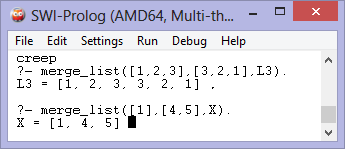 SWI-Prolog (AMD64, Multi-th...
File Edit Settings Run Debug Help
creep
?- merge_list([1,2,3],[3,2,1],L3).
L3 = [1, 2, 3, 3, 2, 1] ,
?- merge_list([1],[4,5],X).
X = [1, 4, 5]